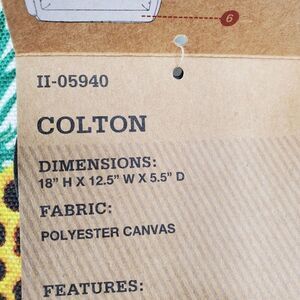 6
II-05940
COLTON
DIMENSIONS:
18" H X 12.5" W X 5.5" D
FABRIC:
POLYESTER CANVAS
FEATURES: